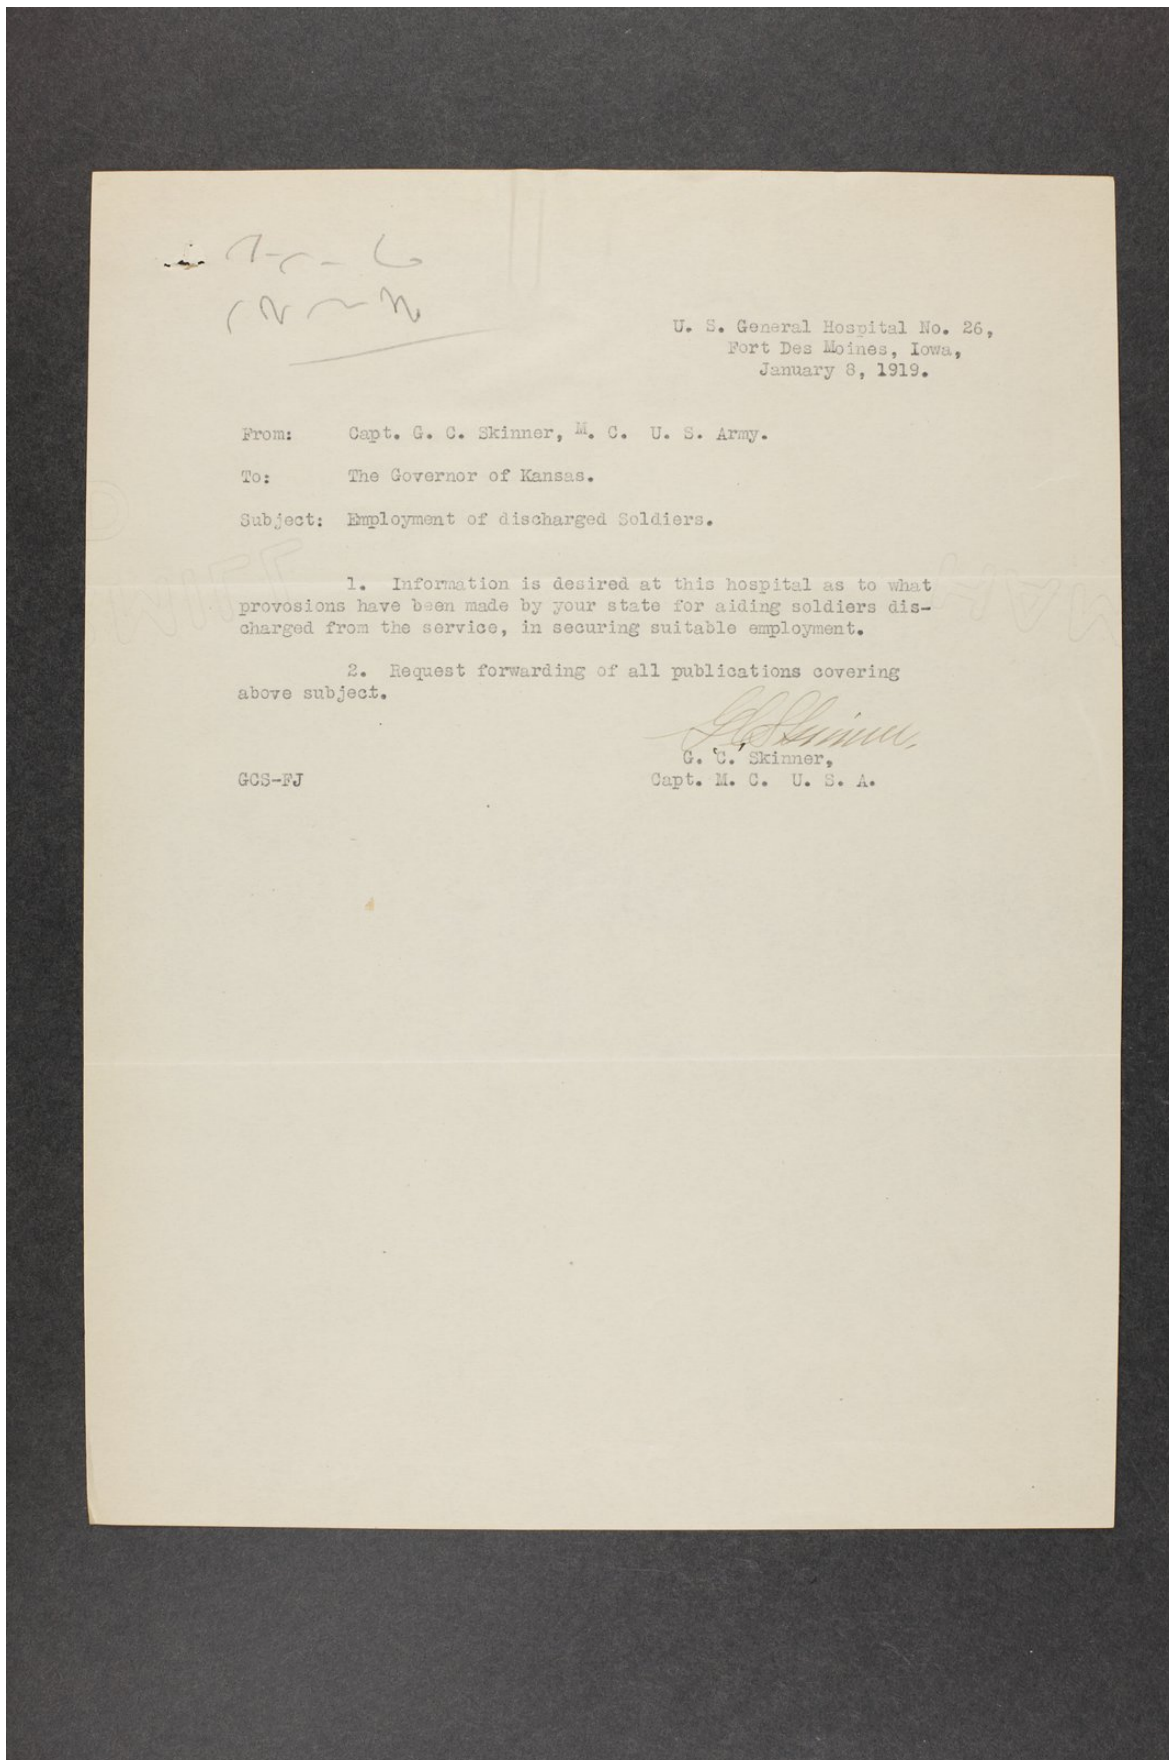 U. S. General Hospital No. 26,
Fort Des Moines, Iowa,
January 8, 1919.
From: Capt. G. C. Skinner, M. C. U. S. Army.
To: The Governor of Kansas.
Subject: Employment of discharged Soldiers.
1. Information is desired at this hospital as to what
provosions have been made by your state for aiding soldiers dis-
charged from the service, in securing suitable employment.
2. Request forwarding of all publications covering
above subject.
G C Skinner,
G. C. Skinner,
GCS-FJ Capt. M. C. U. S. A.